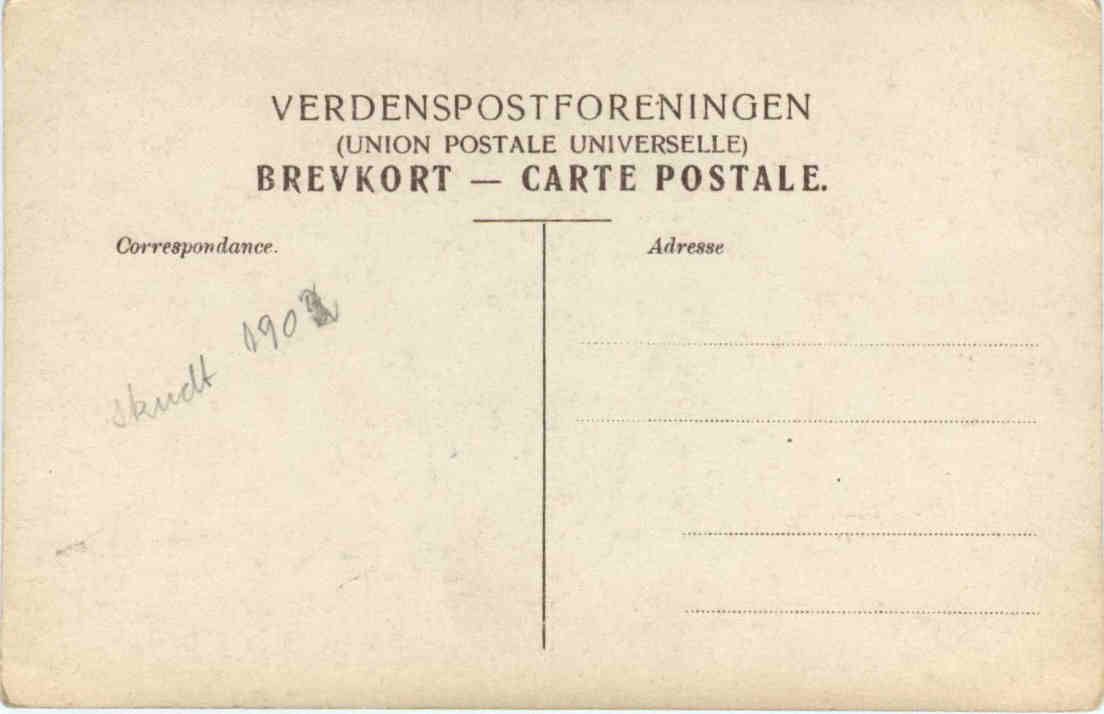 VERDENSPOSTFORENINGEN
(UNION POSTALE UNIVERSELLE)
BREVKORT — CARTE POSTALE.
Correspondance.
Adresse
skudt